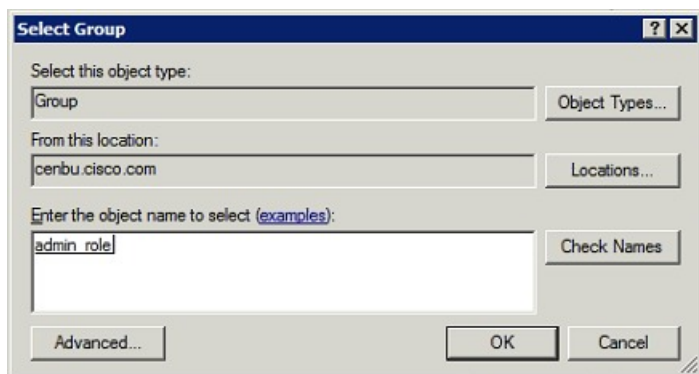 Select Group
Select this object type:
Group
Object Types...
From this location:
cenbu.cisco.com
Locations...
Enter the object name to select (examples):
admin_role
Check Names
Advanced...
OK
Cancel